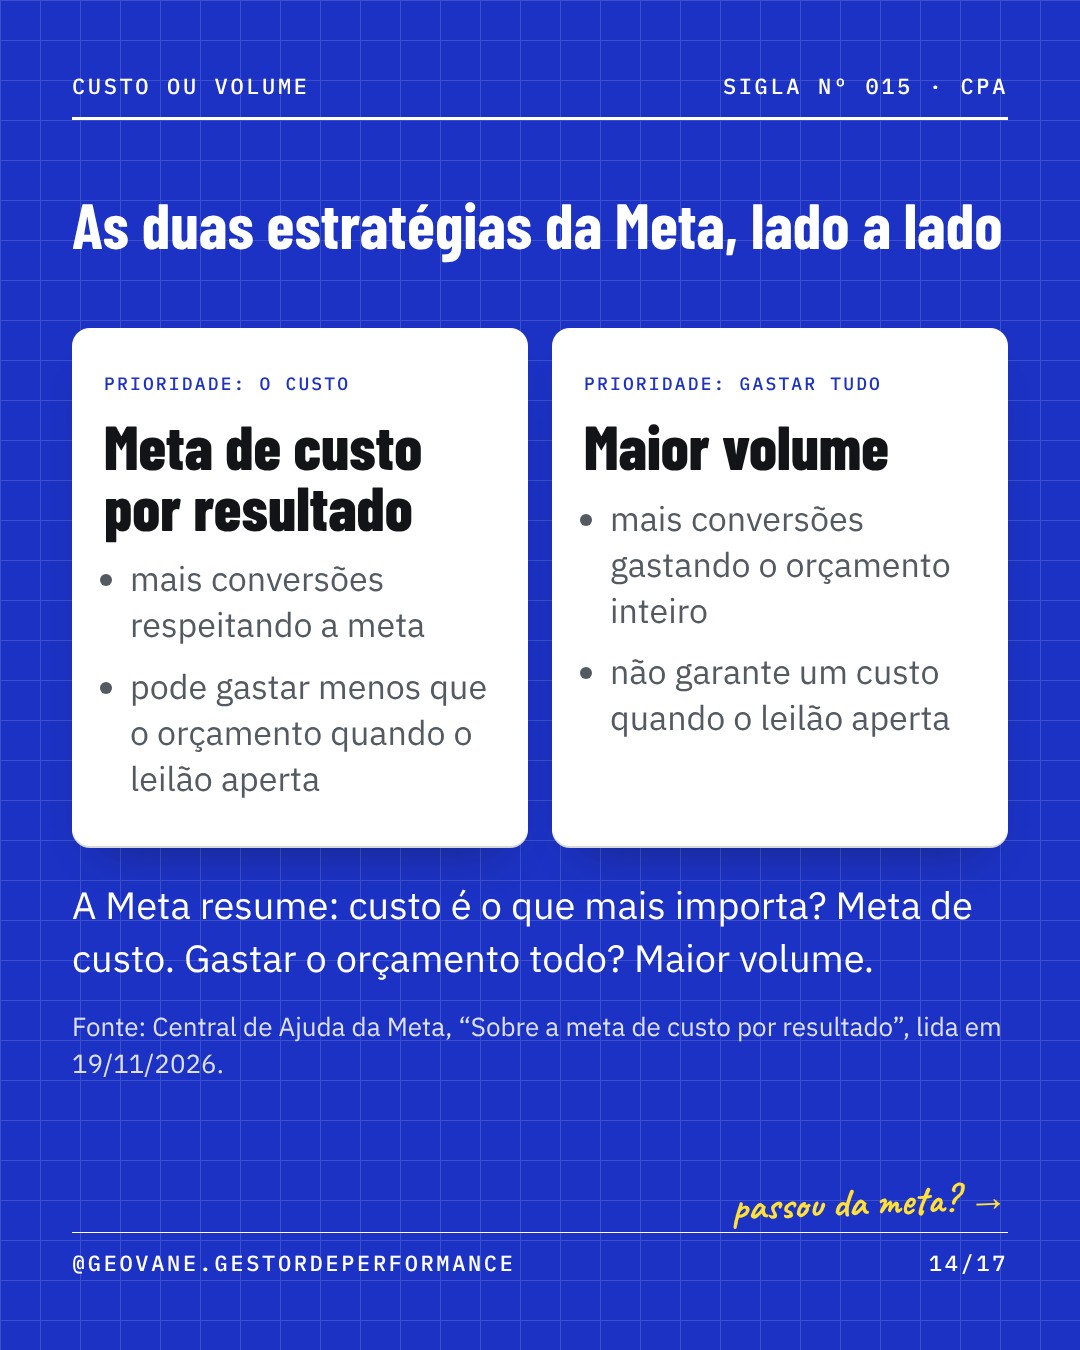 CUSTO OU VOLUME
SIGLA Nº 015 · CPA
As duas estratégias da Meta, lado a lado
PRIORIDADE: O CUSTO
Meta de custo
por resultado
• mais conversões
respeitando a meta
• pode gastar menos que
o orçamento quando o
leilão aperta
PRIORIDADE: GASTAR TUDO
Maior volume
• mais conversões
gastando o orçamento
inteiro
• não garante um custo
quando o leilão aperta
A Meta resume: custo é o que mais importa? Meta de
custo. Gastar o orçamento todo? Maior volume.
Fonte: Central de Ajuda da Meta, “Sobre a meta de custo por resultado”, lida em
19/11/2026.
passou da meta? →
@GEOVANE.GESTORDEPERFORMANCE
14/17